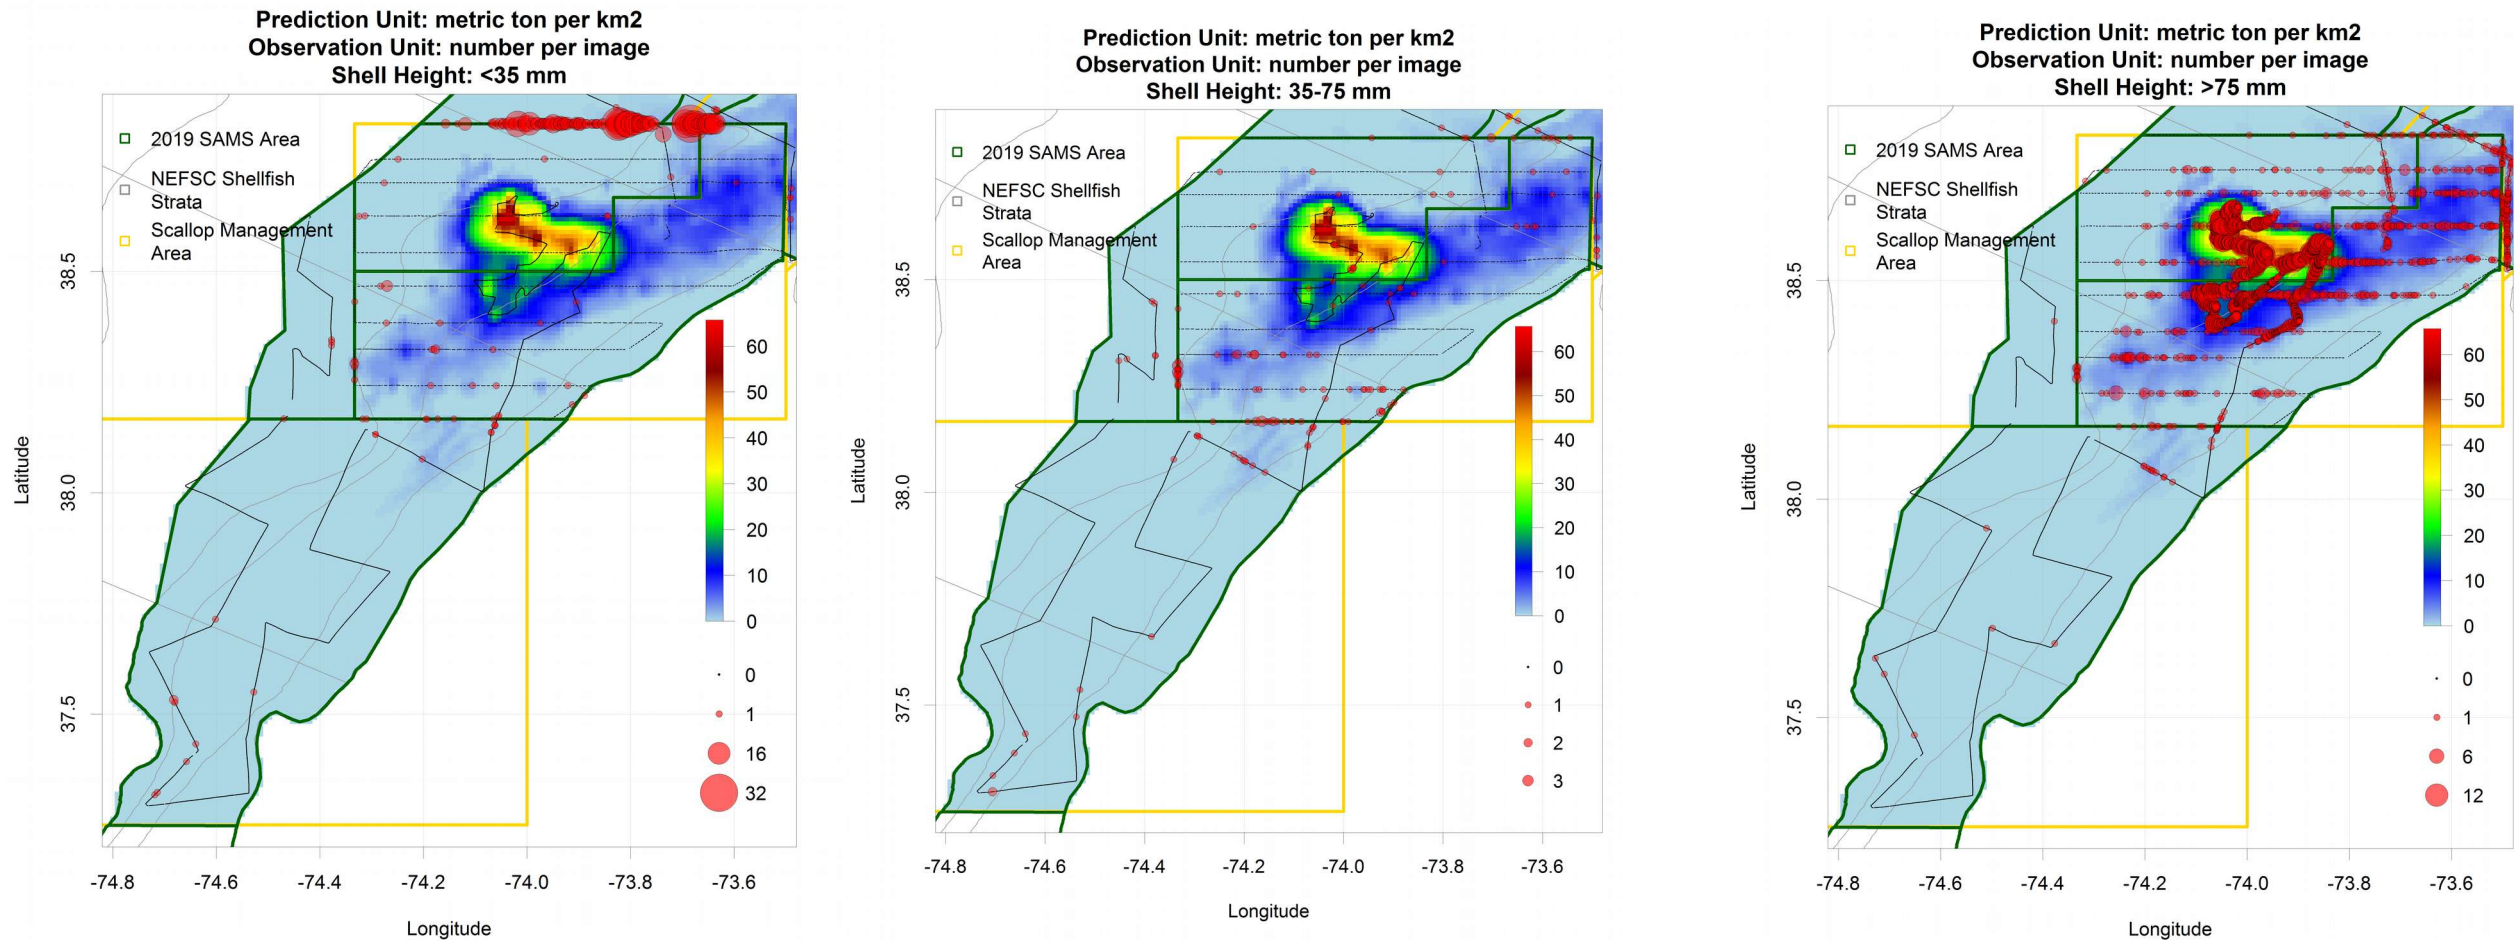 Prediction Unit: metric ton per km2
Observation Unit: number per image
Shell Height: <35 mm
2019 SAMS Area
NEFSC Shellfish
Strata
Scallop Management
Area
60
50
40
30
20
10
0
0
1
16
32
38.5
38.0
37.5
Latitude
-74.8 -74.6 -74.4 -74.2 -74.0 -73.8 -73.6
Longitude
Prediction Unit: metric ton per km2
Observation Unit: number per image
Shell Height: 35-75 mm
2019 SAMS Area
NEFSC Shellfish
Strata
Scallop Management
Area
60
50
40
30
20
10
0
0
1
2
3
38.5
38.0
37.5
Latitude
-74.8 -74.6 -74.4 -74.2 -74.0 -73.8 -73.6
Longitude
Prediction Unit: metric ton per km2
Observation Unit: number per image
Shell Height: >75 mm
2019 SAMS Area
NEFSC Shellfish
Strata
Scallop Management
Area
60
50
40
30
20
10
0
0
1
6
12
38.5
38.0
37.5
Latitude
-74.8 -74.6 -74.4 -74.2 -74.0 -73.8 -73.6
Longitude